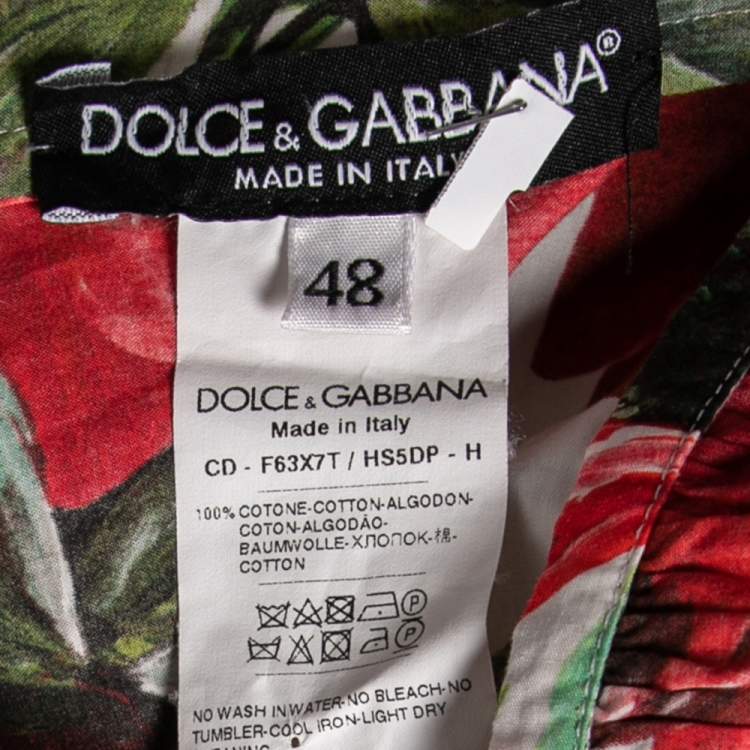 DOLCE & GABBANA®
MADE IN ITALY
48
DOLCE & GABBANA
Made in Italy
CD - F63X7T / HS5DP - H
100% COTONE-COTTON-ALGODON-
COTON-ALGODÃO-
BAUMWOLLE-ХЛОПОК-棉-
COTTON
P
P
NO WASH IN WATER-NO BLEACH-NO
TUMBLER-COOL IRON-LIGHT DRY